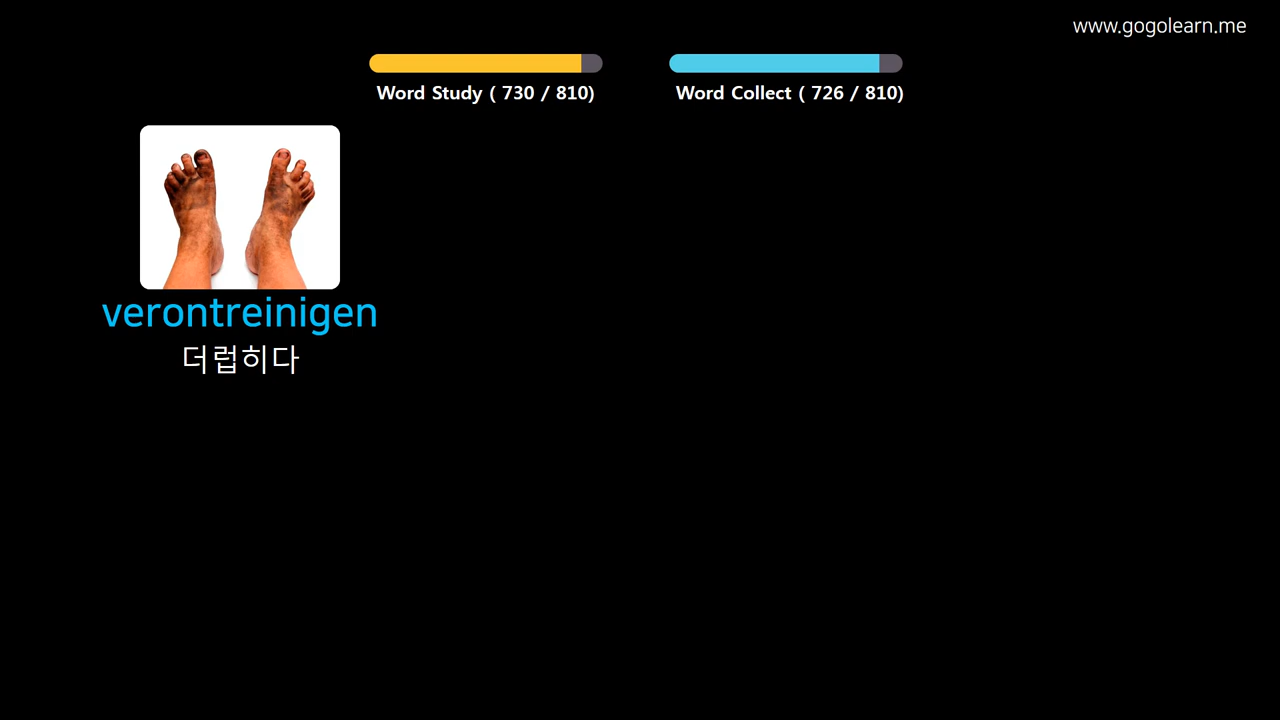 www.gogolearn.me
Word Study ( 730 / 810)
Word Collect ( 726 / 810)
verontreinigen
더럽히다